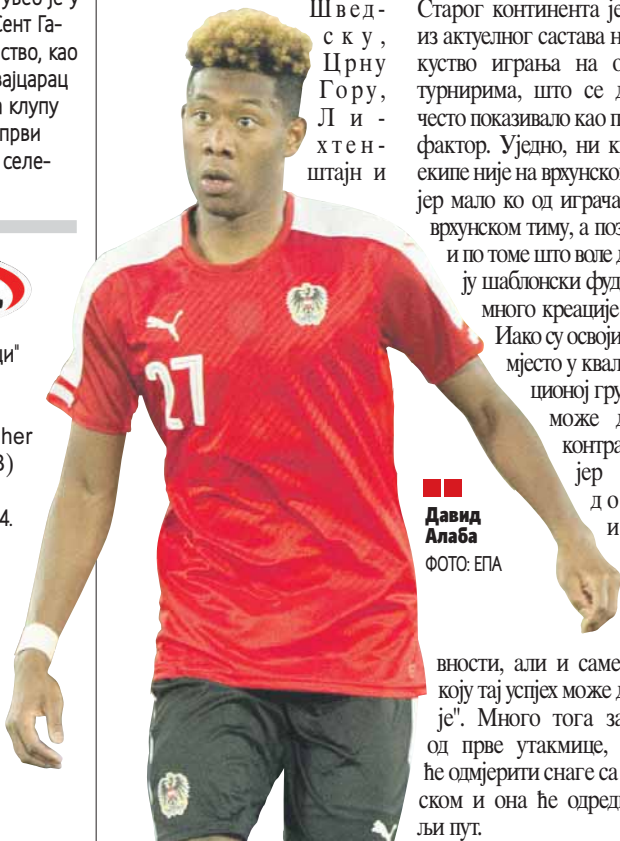 увео је у
Сент Га-
ство, као
вајцарац
клупу
први
селе-
ци"
her
4.
Швед-
ску,
Црну
Гору,
Ли-
хтен-
штајн и
27
Давид
Алаба
ФОТО: ЕПА
Старог континента је
из актуелног састава н
куство играња на о
турнирима, што се д
често показивало као п
фактор. Уједно, ни к
екипе није на врхунско
јер мало ко од играча
врхунском тиму, а поз
и по томе што воле д
ју шаблонски фуд
много креације
Иако су освоји
мјесто у квал
ционој гру
може д
контра
јер
до
и
вности, али и саме
коју тај успјех може д
је". Много тога за
од прве утакмице,
ће одмјерити снаге са
ском и она ће одреди
љи пут.